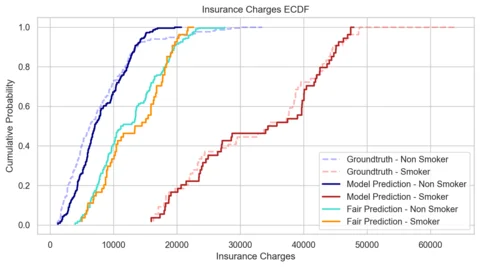 Insurance Charges ECDF
Cumulative Probability
1.0
0.8
0.6
0.4
0.2
0.0
Groundtruth - Non Smoker
Groundtruth - Smoker
Model Prediction - Non Smoker
Model Prediction - Smoker
Fair Prediction - Non Smoker
Fair Prediction - Smoker
0 10000 20000 30000 40000 50000 60000
Insurance Charges